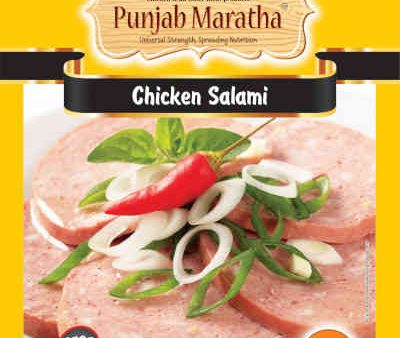 Punjab Maratha
Universal Strength, Spreading Nutrition
Chicken Salami